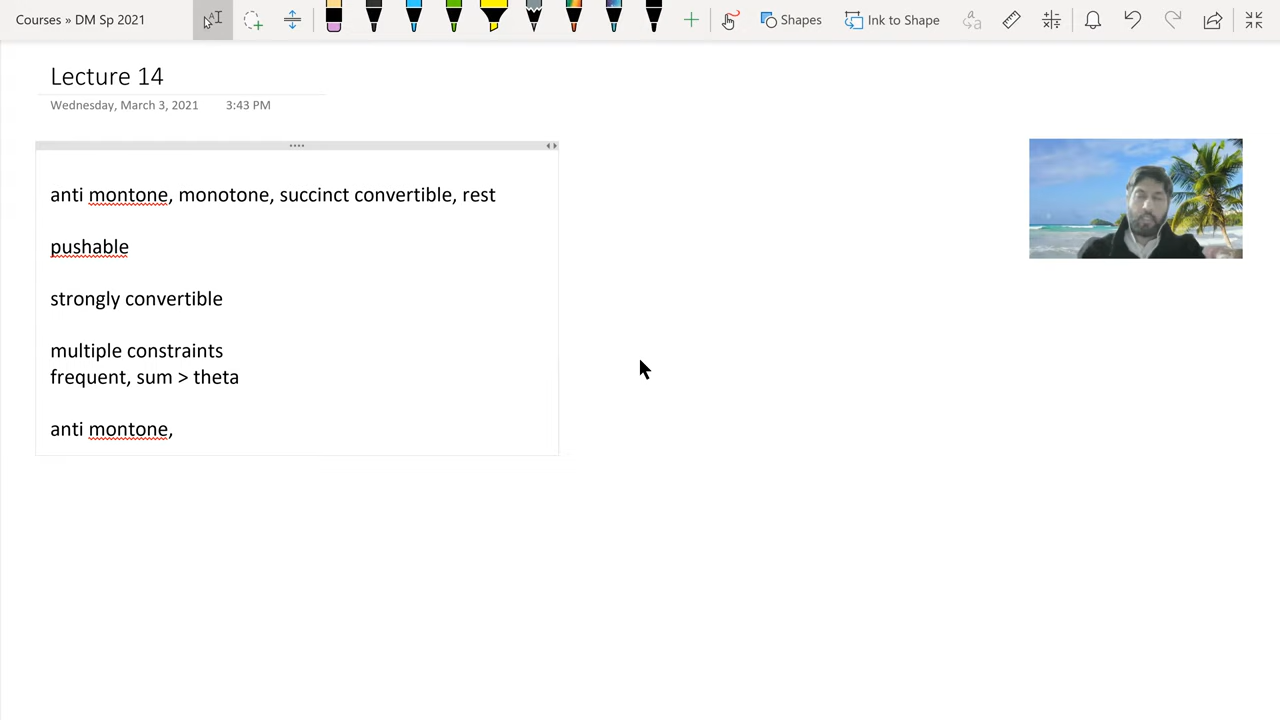 Courses » DM Sp 2021
Shapes
Ink to Shape
Lecture 14
Wednesday, March 3, 2021 3:43 PM
anti montone, monotone, succinct convertible, rest
pushable
strongly convertible
multiple constraints
frequent, sum > theta
anti montone,